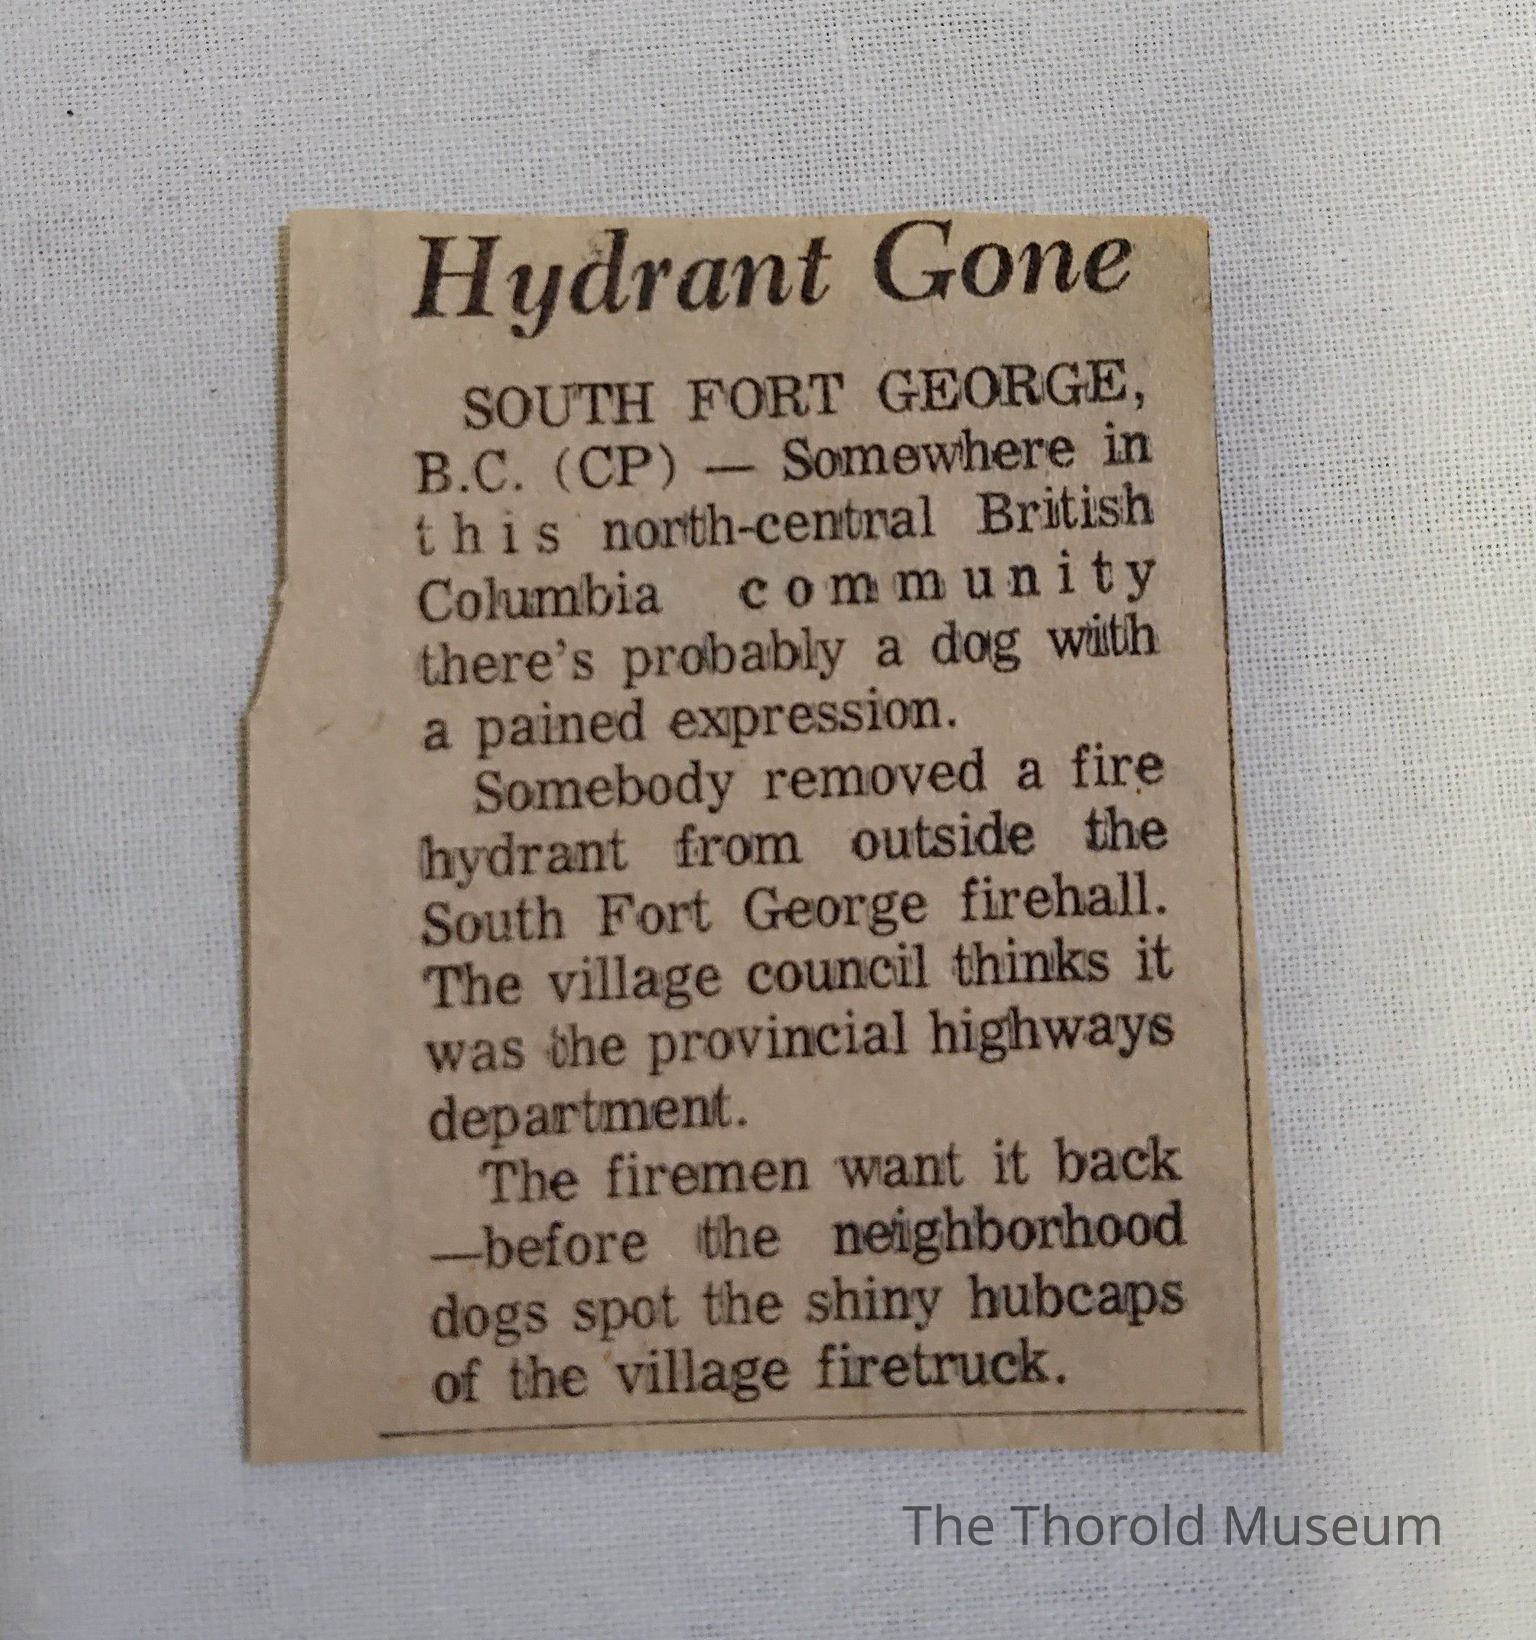 Hydrant Gone
SOUTH FORT GEORGE,
B.C. (CP) — Somewhere in
this north-central British
Columbia community
there's probably a dog with
a pained expression.
Somebody removed a fire
hydrant from outside the
South Fort George firehall.
The village council thinks it
was the provincial highways
department.
The firemen want it back
—before the neighborhood
dogs spot the shiny hubcaps
of the village firetruck.
The Thorold Museum